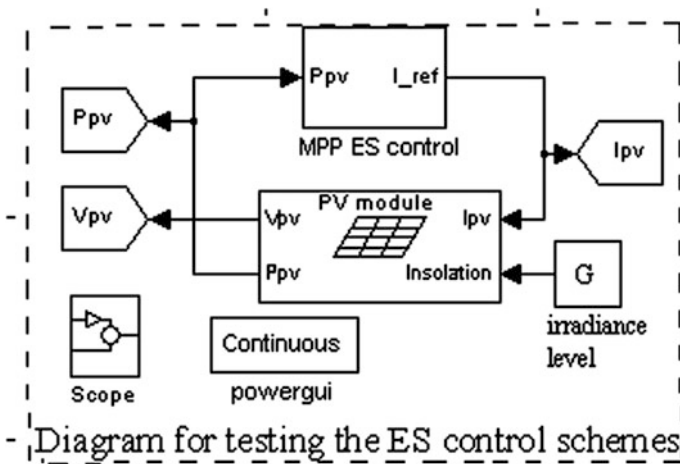 Ppv I_ref
Ppv
MPP ES control
Ipv
Vpv
PV module
Vpv Ipv
Ppv Insolation
G
irradiance
level
Continuous
powergui
Scope
Diagram for testing the ES control schemes